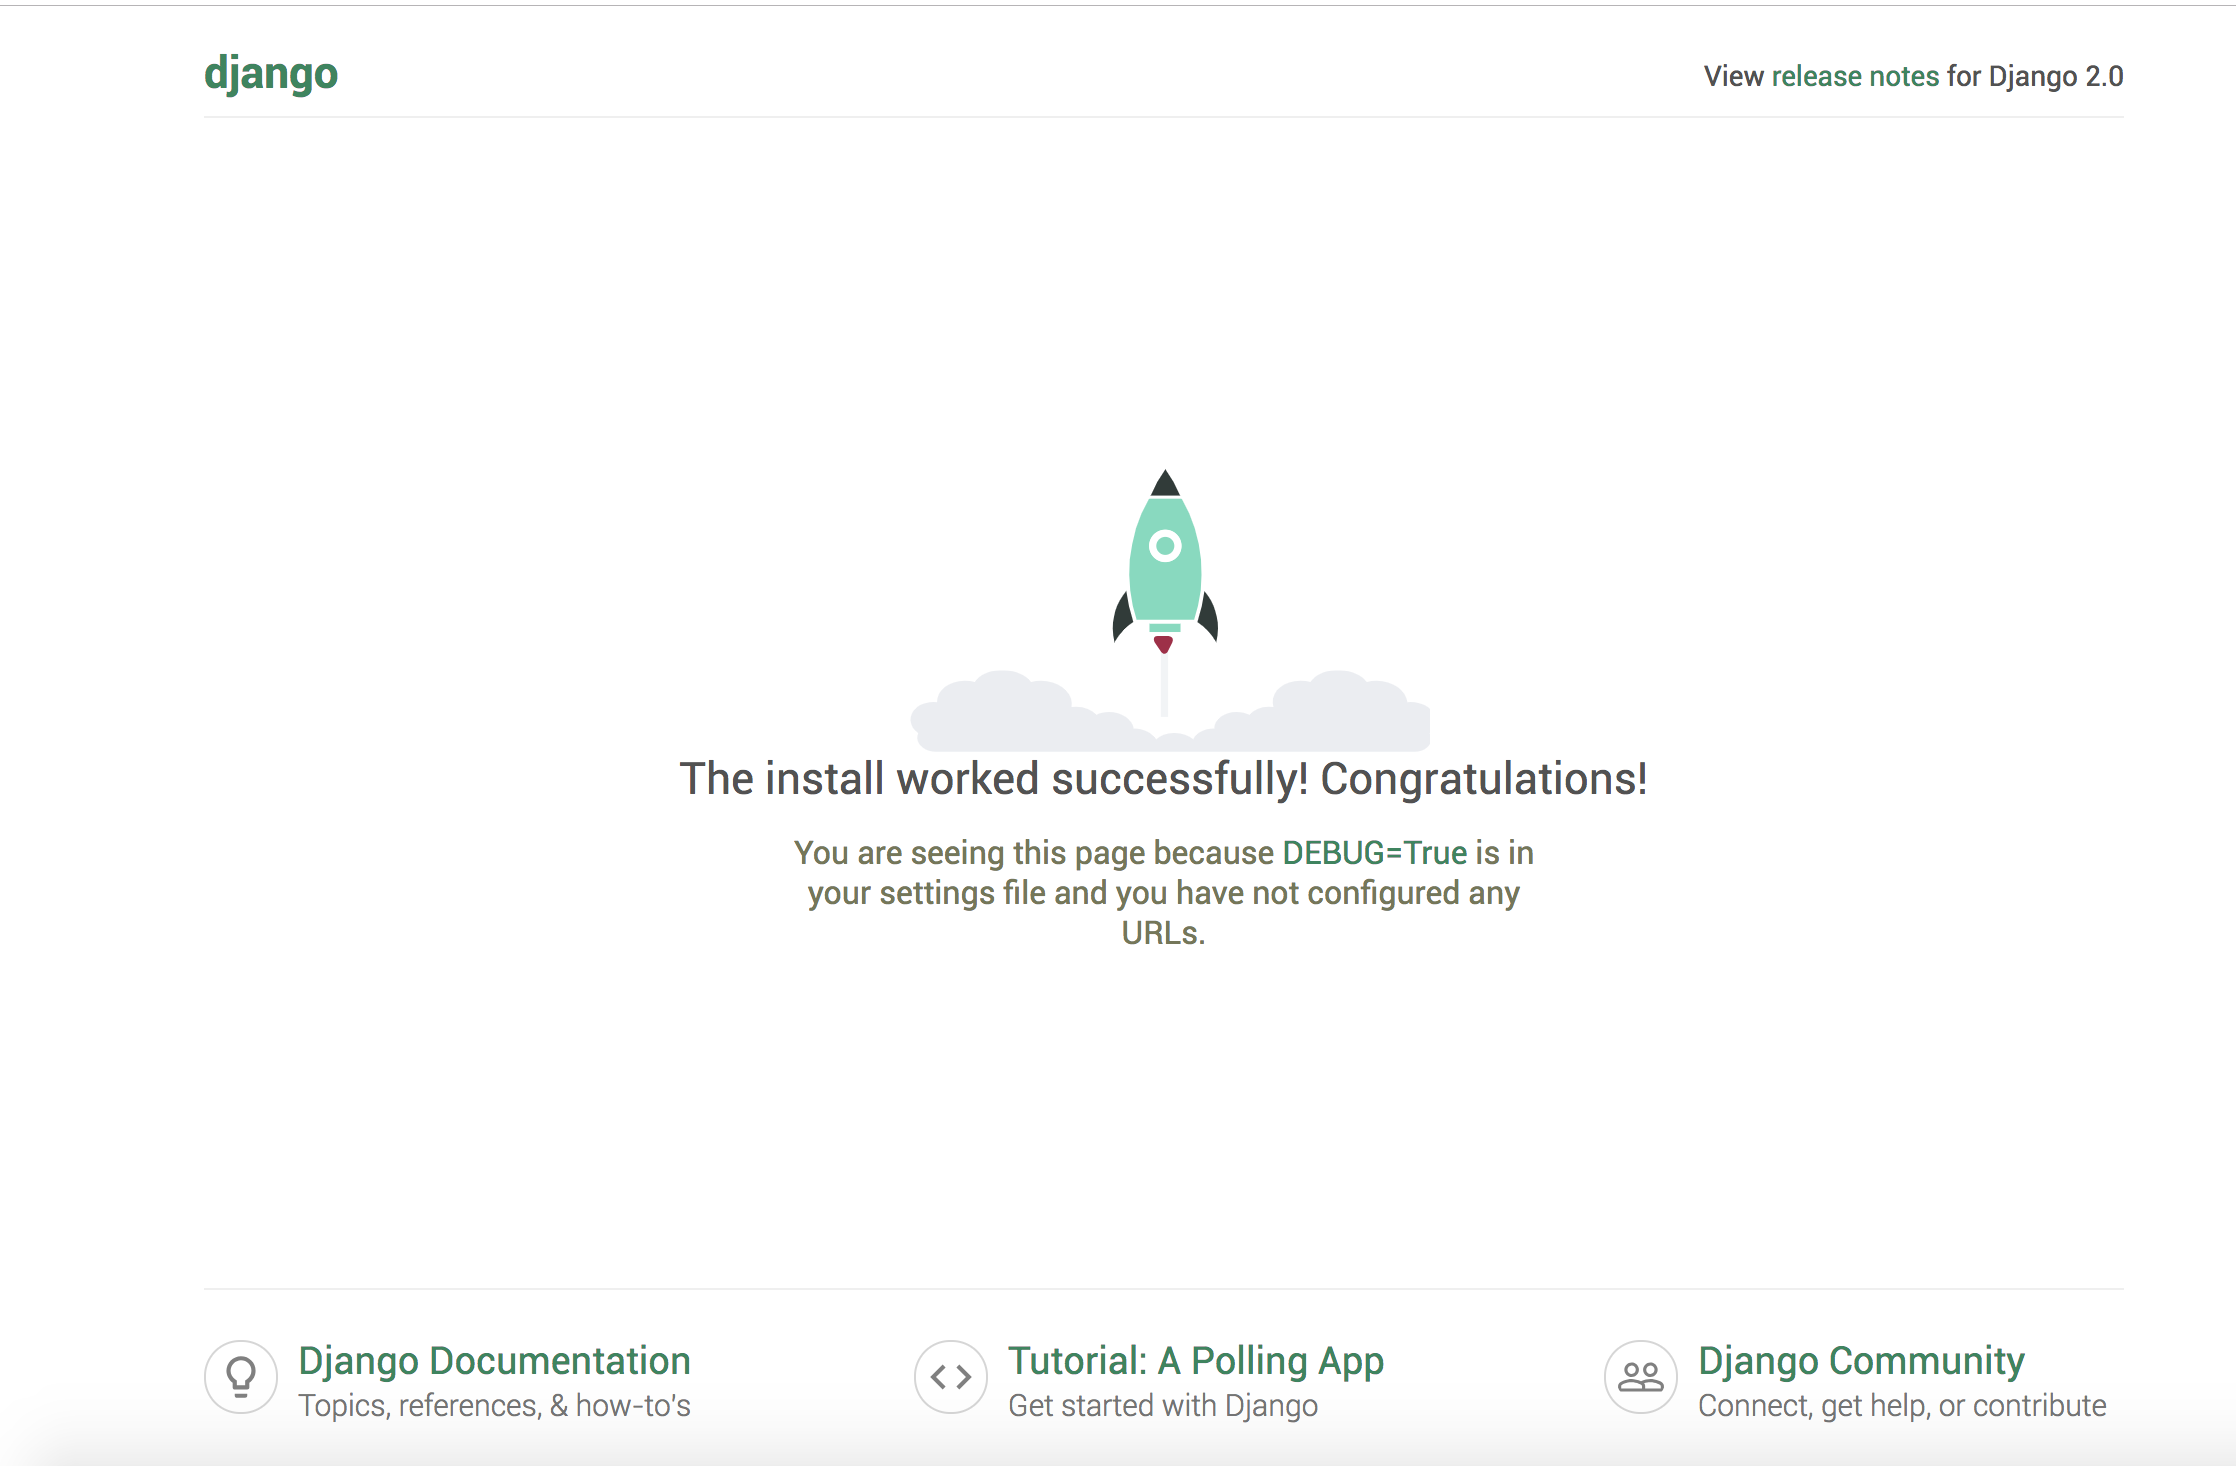 django
View release notes for Django 2.0
The install worked successfully! Congratulations!
You are seeing this page because DEBUG=True is in
your settings file and you have not configured any
URLs.
Django Documentation
Topics, references, & how-to's
Tutorial: A Polling App
Get started with Django
Django Community
Connect, get help, or contribute